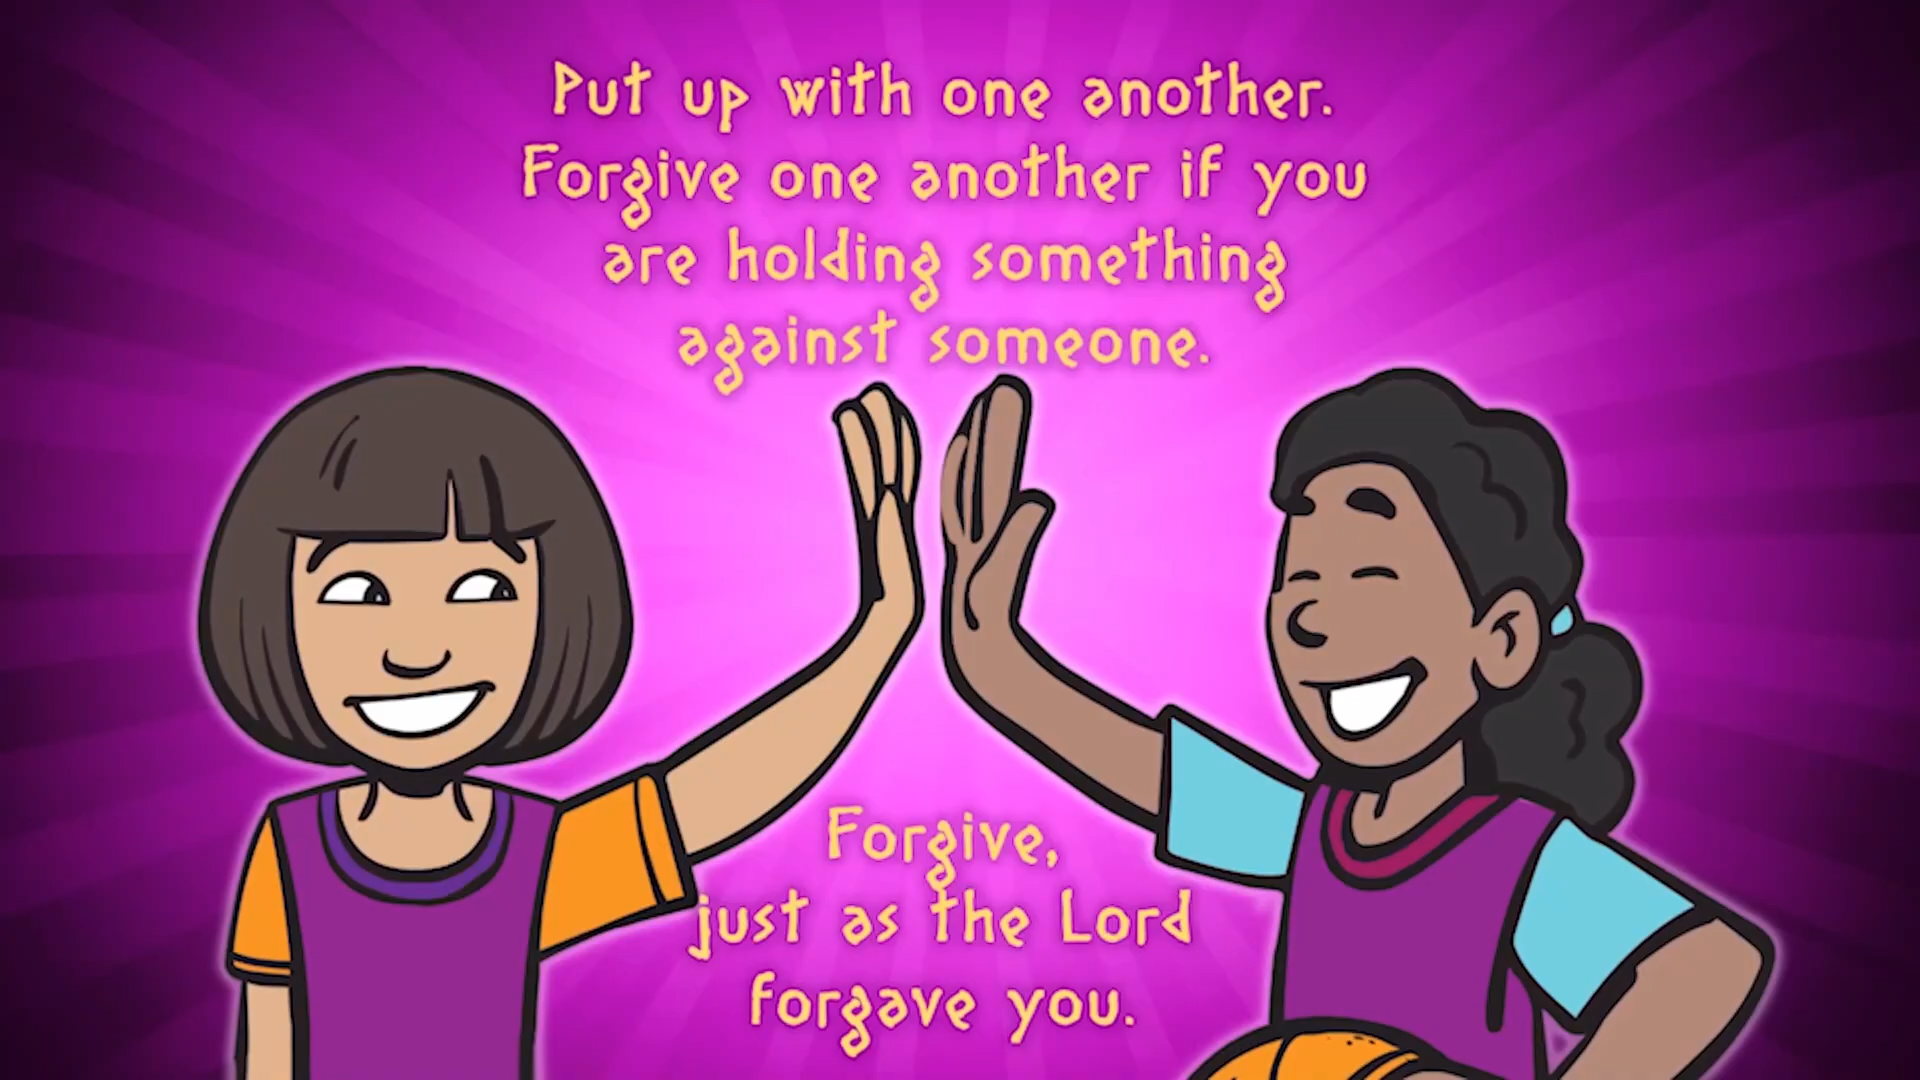 Put up with one another.
Forgive one another if you
are holding something
against someone.
Forgive,
just as the Lord
forgave you.